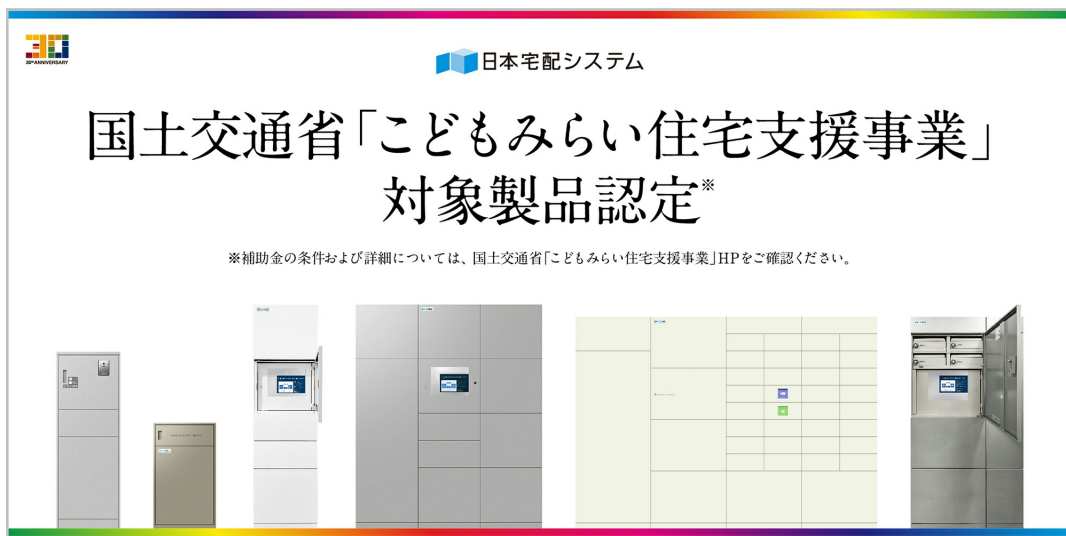 30
30th ANNIVERSARY
日本宅配システム
国土交通省「こどもみらい住宅支援事業」
対象製品認定※
※補助金の条件および詳細については、国土交通省「こどもみらい住宅支援事業」HPをご確認ください。